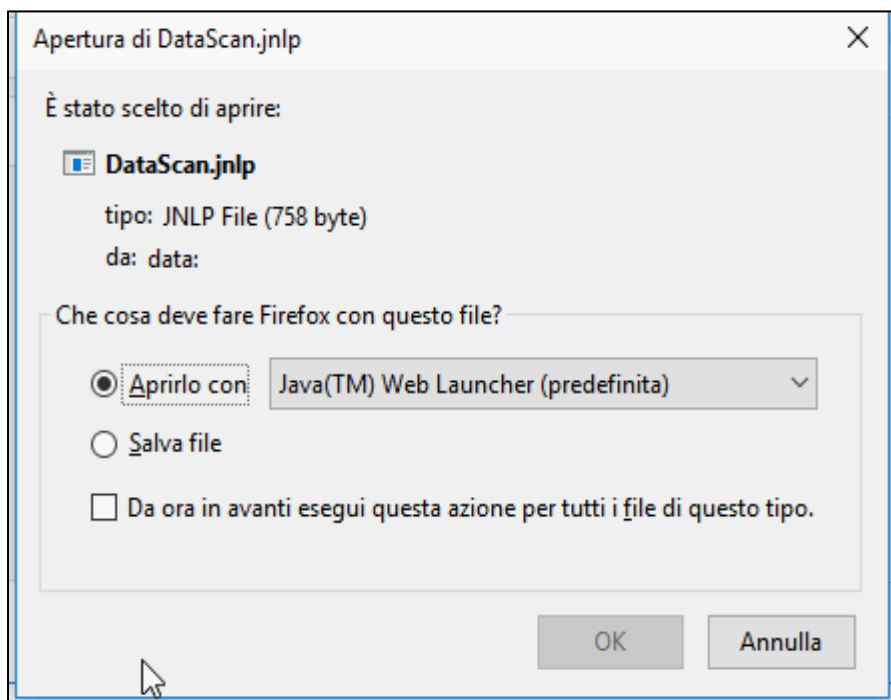 Apertura di DataScan.jnlp
È stato scelto di aprire:
DataScan.jnlp
tipo: JNLP File (758 byte)
da: data:
Che cosa deve fare Firefox con questo file?
Aprirlo con Java(TM) Web Launcher (predefinita)
Salva file
Da ora in avanti esegui questa azione per tutti i file di questo tipo.
OK Annulla